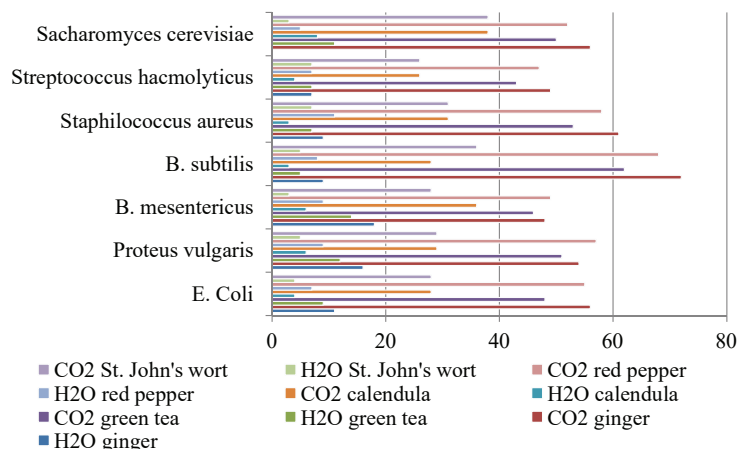 Sacharomyces cerevisiae
Streptococcus hacmolyticus
Staphilococcus aureus
B. subtilis
B. mesentericus
Proteus vulgaris
E. Coli
0 20 40 60 80
CO2 St. John's wort H2O St. John's wort CO2 red pepper
H2O red pepper CO2 calendula H2O calendula
CO2 green tea H2O green tea CO2 ginger
H2O ginger